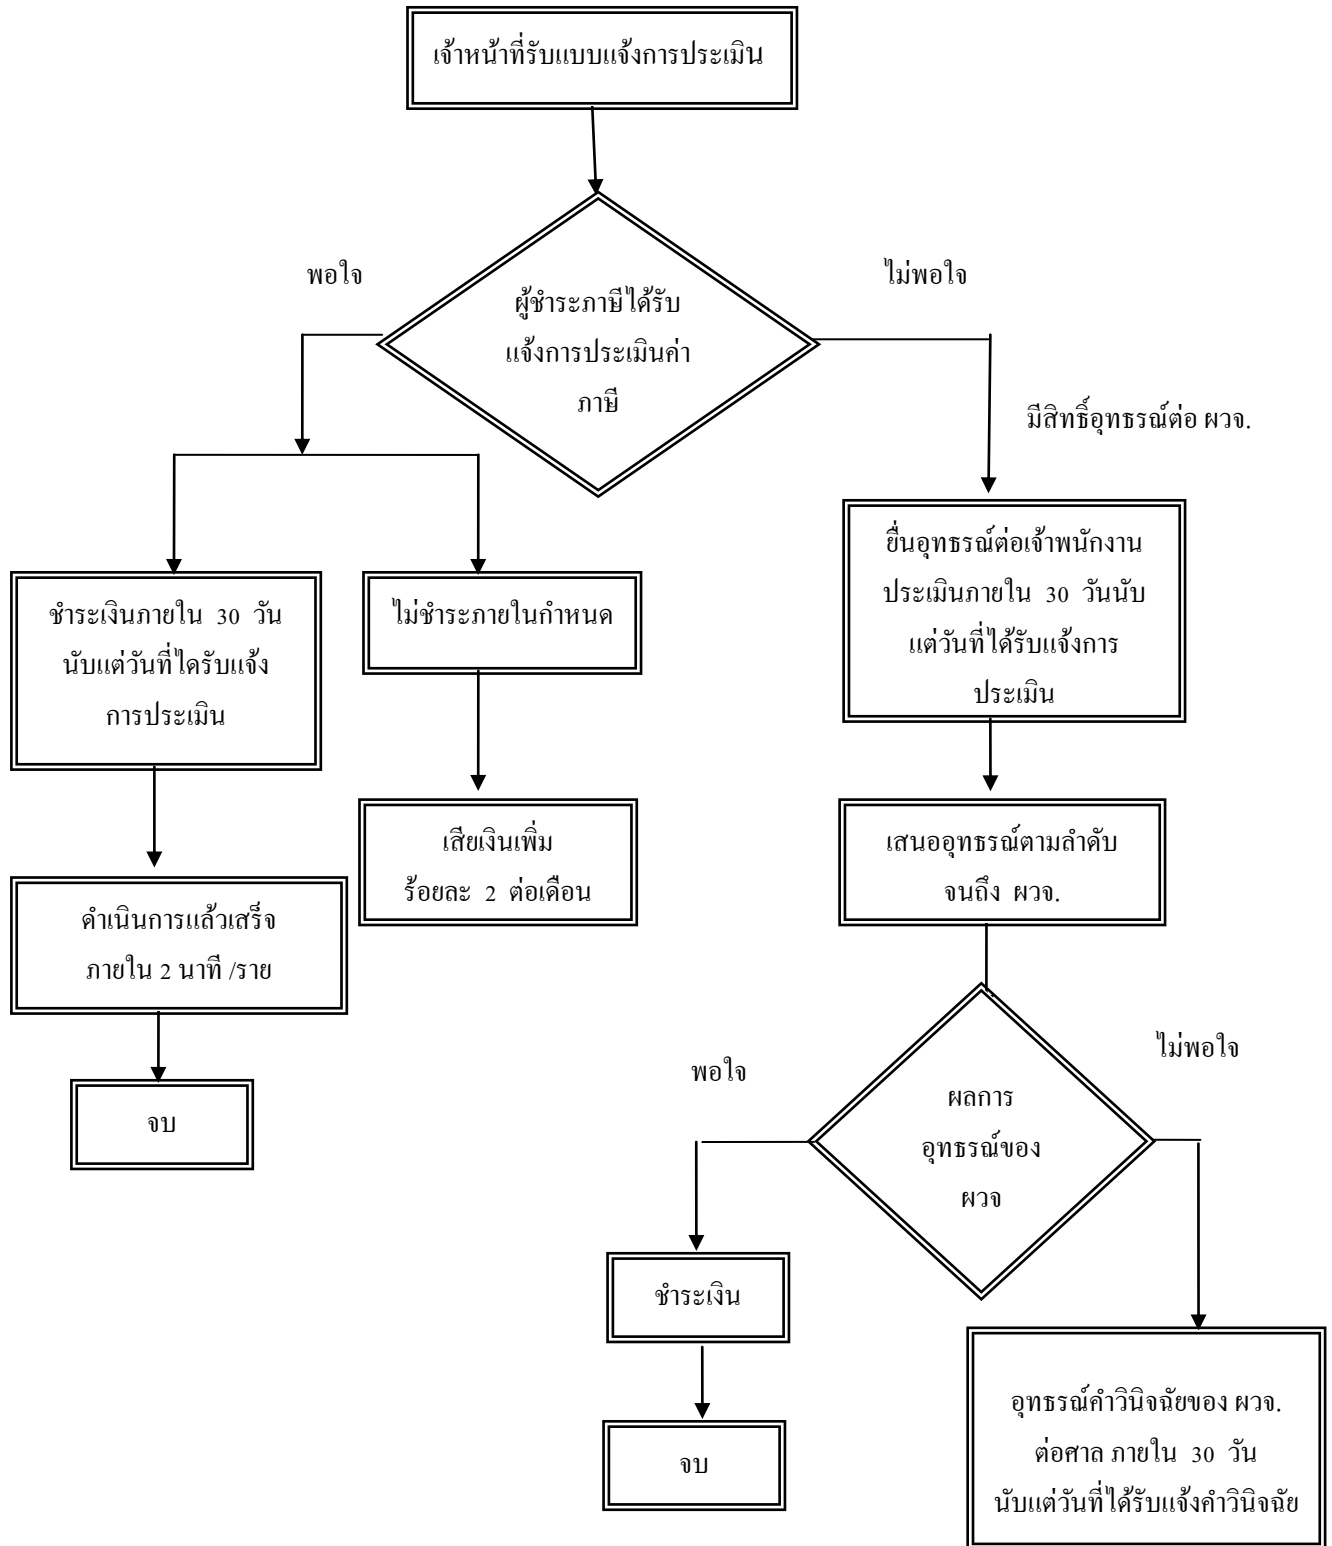 เจ้าหน้าที่รับแบบแจ้งการประเมิน
พอใจ
ไม่พอใจ
ผู้ชำระภาษีได้รับ
แจ้งการประเมินค่า
ภาษี
มีสิทธิ์อุทธรณ์ต่อ ผวจ.
ชำระเงินภายใน 30 วัน
นับแต่วันที่ไดรับแจ้ง
การประเมิน
ไม่ชำระภายในกำหนด
ยื่นอุทธรณ์ต่อเจ้าพนักงาน
ประเมินภายใน 30 วันนับ
แต่วันที่ได้รับแจ้งการ
ประเมิน
เสียเงินเพิ่ม
ร้อยละ 2 ต่อเดือน
เสนออุทธรณ์ตามลำดับ
จนถึง ผวจ.
ดำเนินการแล้วเสร็จ
ภายใน 2 นาที /ราย
จบ
พอใจ
ไม่พอใจ
ผลการ
อุทธรณ์ของ
ผวจ
ชำระเงิน
จบ
อุทธรณ์คำวินิจฉัยของ ผวจ.
ต่อศาล ภายใน 30 วัน
นับแต่วันที่ได้รับแจ้งคำวินิจฉัย